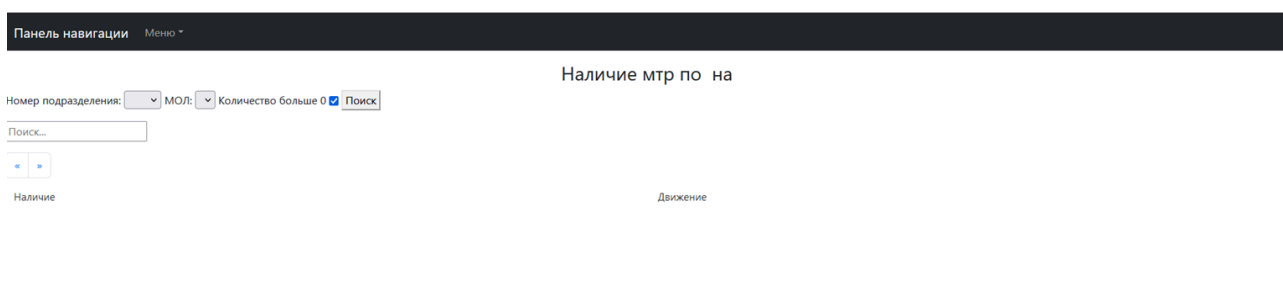 Панель навигации Меню
Наличие мтр по на
Номер подразделения: МОЛ: Количество больше 0 Поиск
Поиск...
« »
Наличие Движение